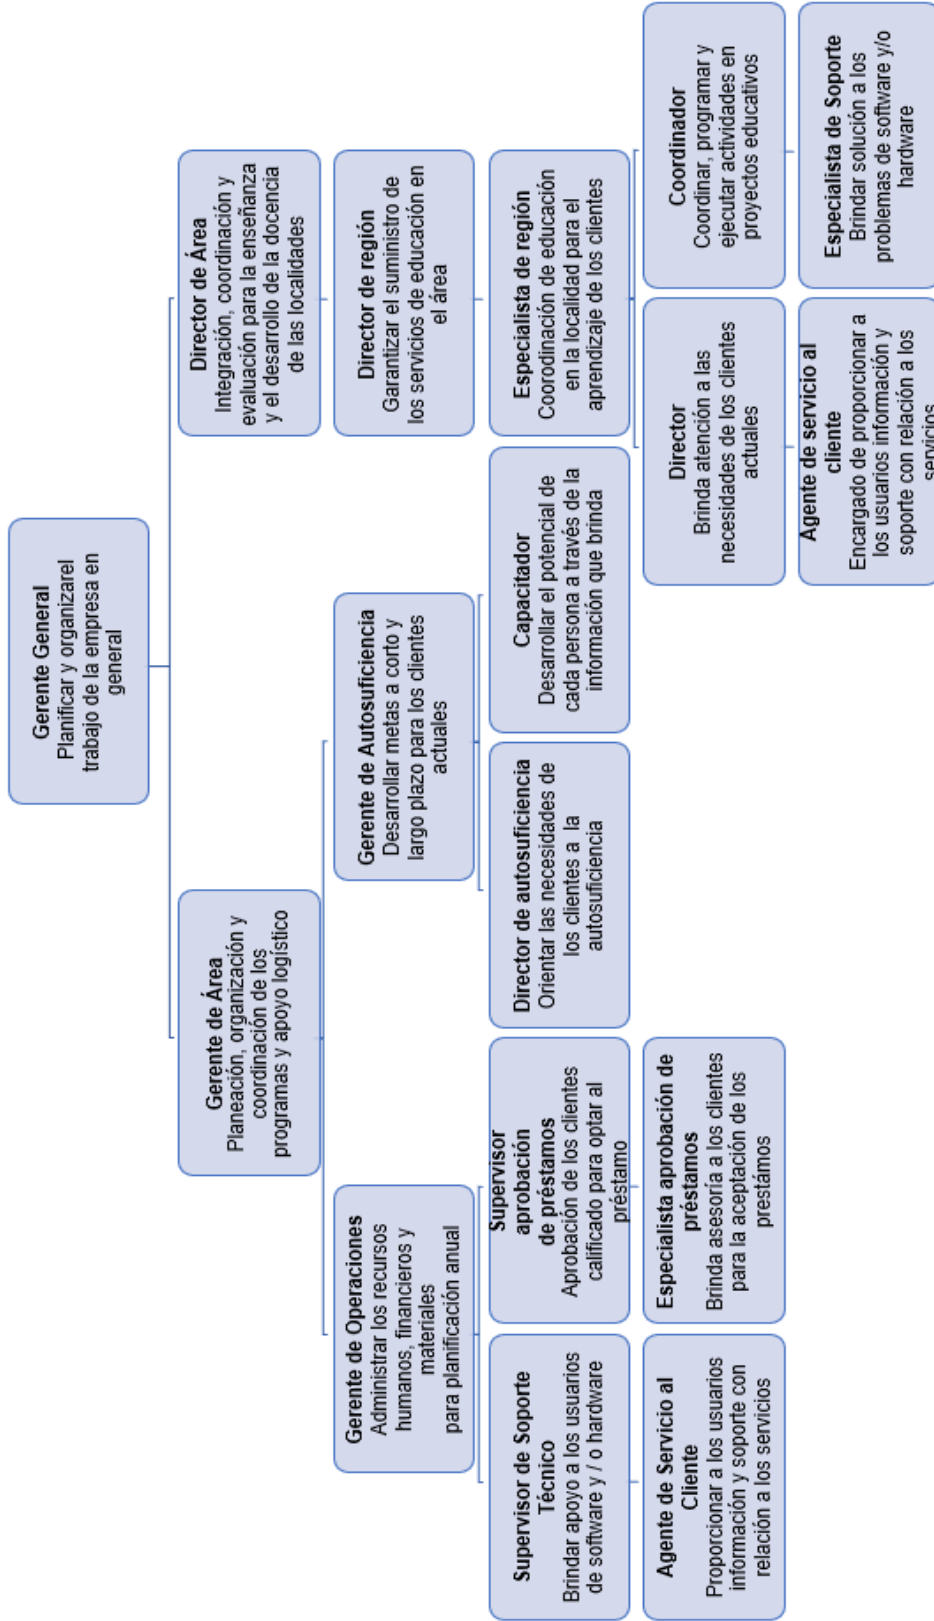 Gerente General
Planificar y organizarel
trabajo de la empresa en
general
Gerente de Área
Planeación, organización y
coordinación de los
programas y apoyo logístico
Director de Área
Integración, coordinación y
evaluación para la enseñanza
y el desarrollo de la docencia
de las localidades
Gerente de Operaciones
Administrar los recursos
humanos, financieros y
materiales
para planificación anual
Gerente de Autosuficiencia
Desarrollar metas a corto y
largo plazo para los clientes
actuales
Director de región
Garantizar el suministro de
los servicios de educación en
el área
Supervisor de Soporte
Técnico
Brindar apoyo a los usuarios
de software y / o hardware
Supervisor
aprobación
de préstamos
Aprobación de los clientes
calificado para optar al
préstamo
Director de autosuficiencia
Orientar las necesidades de
los clientes a la
autosuficiencia
Capacitador
Desarrollar el potencial de
cada persona a través de la
información que brinda
Especialista de región
Coorodinación de educación
en la localidad para el
aprendizaje de los clientes
Agente de Servicio al
Cliente
Proporcionar a los usuarios
información y soporte con
relación a los servicios
Especialista aprobación de
préstamos
Brinda asesoría a los clientes
para la aceptación de los
prestámos
Director
Brinda atención a las
necesidades de los clientes
actuales
Coordinador
Coordinar, programar y
ejecutar actividades en
proyectos educativos
Agente de servicio al
cliente
Encargado de proporcionar a
los usuarios información y
soporte con relación a los
servicios
Especialista de Soporte
Brindar solución a los
problemas de software y/o
hardware